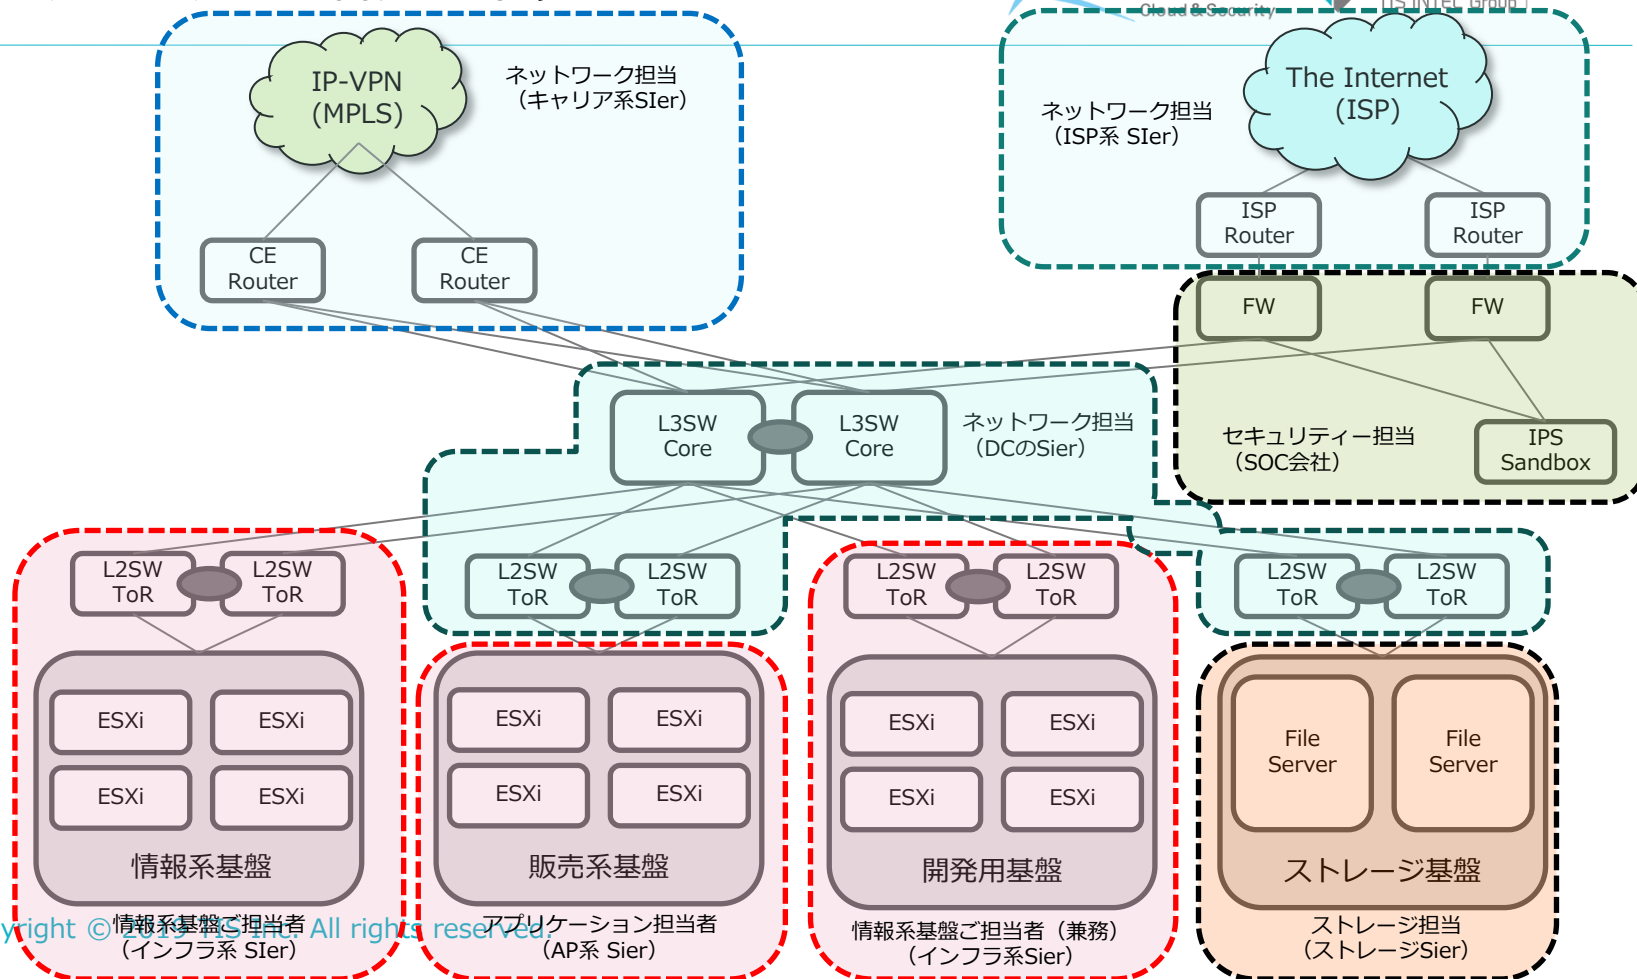 Cloud & Security
TIS INTEC Group
IP-VPN
(MPLS)
ネットワーク担当
（キャリア系SIer）
The Internet
(ISP)
ネットワーク担当
（ISP系 SIer）
ISP
Router
ISP
Router
CE
Router
CE
Router
FW
FW
L3SW
Core
L3SW
Core
ネットワーク担当
（DCのSier）
セキュリティー担当
（SOC会社）
IPS
Sandbox
L2SW
ToR
L2SW
ToR
L2SW
ToR
L2SW
ToR
L2SW
ToR
L2SW
ToR
L2SW
ToR
L2SW
ToR
ESXi
ESXi
ESXi
ESXi
情報系基盤
ESXi
ESXi
ESXi
ESXi
販売系基盤
ESXi
ESXi
ESXi
ESXi
開発用基盤
File
Server
File
Server
ストレージ基盤
情報系基盤ご担当者
（インフラ系 SIer）
アプリケーション担当者
（AP系 Sier）
情報系基盤ご担当者（兼務）
（インフラ系Sier）
ストレージ担当
（ストレージSier）
yright © 2019 TIS Inc. All rights reserved.